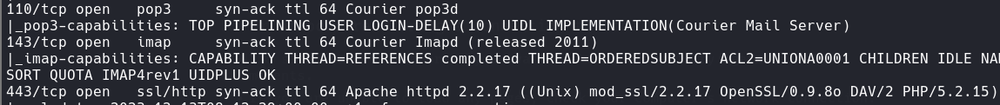 110/tcp open   pop3     syn-ack ttl 64 Courier pop3d
|_pop3-capabilities: TOP PIPELINING USER LOGIN-DELAY(10) UIDL IMPLEMENTATION(Courier Mail Server)
143/tcp open   imap     syn-ack ttl 64 Courier Imapd (released 2011)
|_imap-capabilities: CAPABILITY THREAD=REFERENCES completed THREAD=ORDEREDSUBJECT ACL2=UNIONA0001 CHILDREN IDLE
SORT QUOTA IMAP4rev1 UIDPLUS OK
443/tcp open   ssl/http syn-ack ttl 64 Apache httpd 2.2.17 ((Unix) mod_ssl/2.2.17 OpenSSL/0.9.8o DAV/2 PHP/5.2.15)